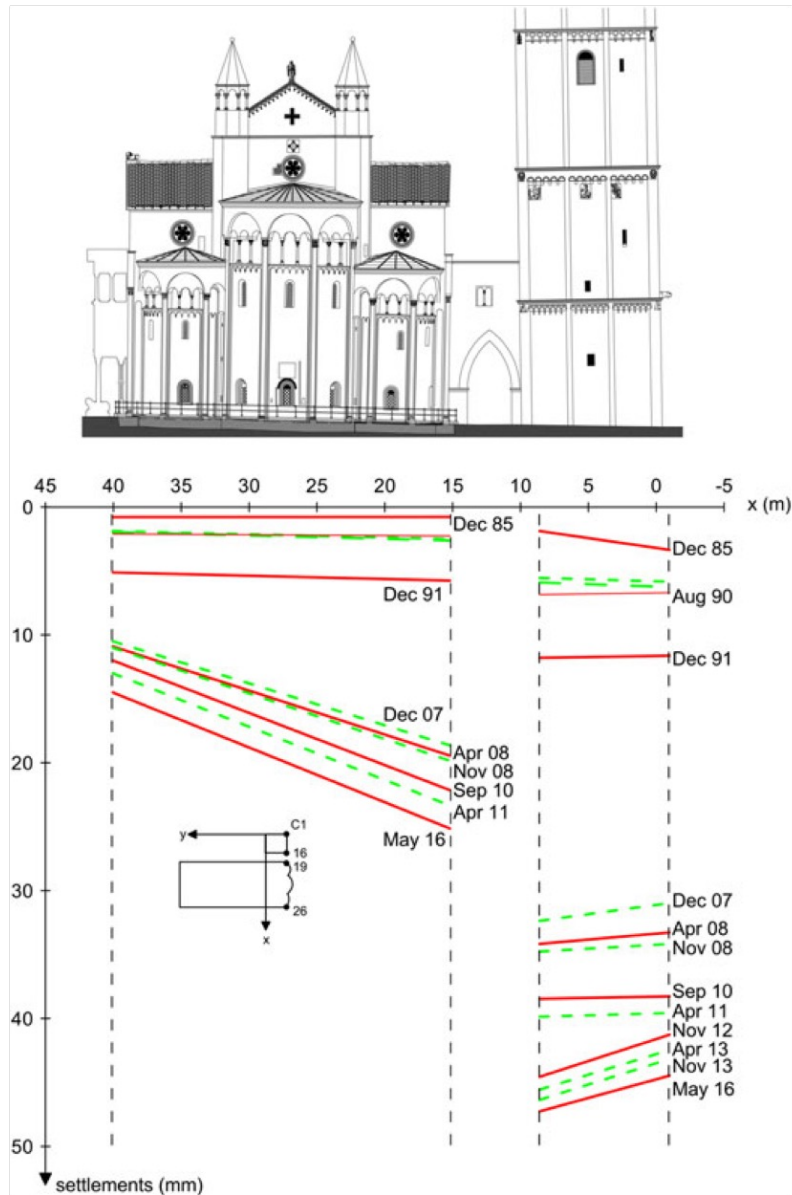 45 40 35 30 25 20 15 10 5 0 -5
x (m)
0
10
20
30
40
50
settlements (mm)
Dec 85
Dec 91
Dec 07
Apr 08
Nov 08
Sep 10
Apr 11
May 16
Dec 85
Aug 90
Dec 91
Dec 07
Apr 08
Nov 08
Sep 10
Apr 11
Nov 12
Apr 13
Nov 13
May 16
y
C1
16
19
26
x